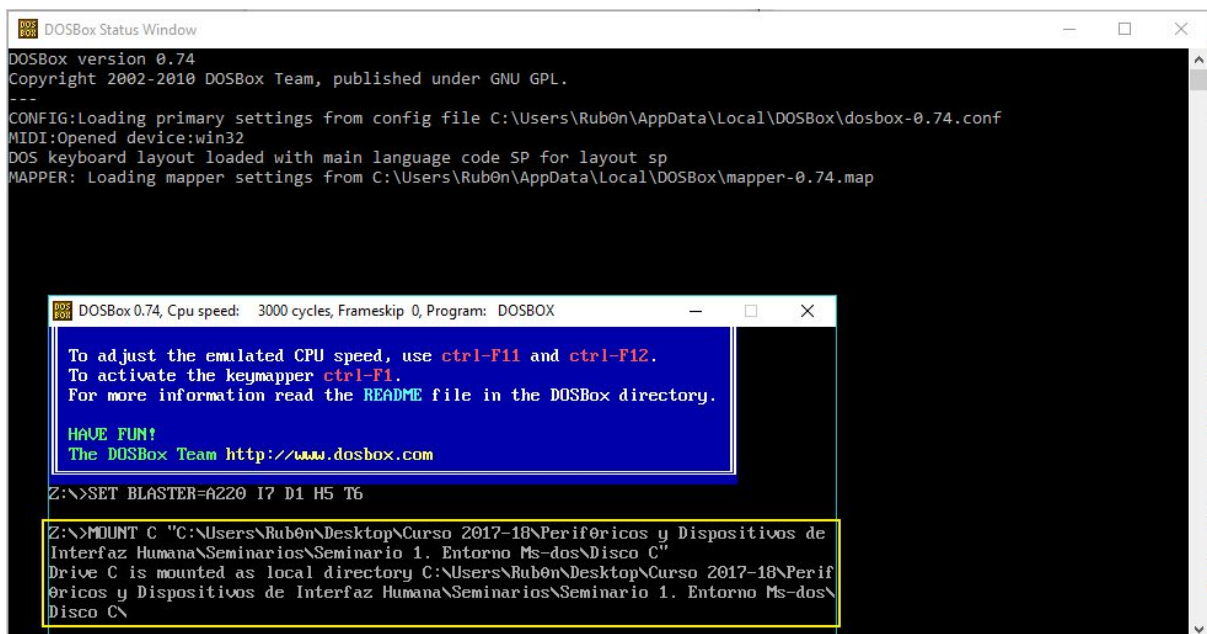 DOSBox Status Window
DOSBox version 0.74
Copyright 2002-2010 DOSBox Team, published under GNU GPL.
---
CONFIG:Loading primary settings from config file C:\Users\Rubθn\AppData\Local\DOSBox\dosbox-0.74.conf
MIDI:Opened device:win32
DOS keyboard layout loaded with main language code SP for layout sp
MAPPER: Loading mapper settings from C:\Users\Rubθn\AppData\Local\DOSBox\mapper-0.74.map
DOSBox 0.74, Cpu speed: 3000 cycles, Frameskip 0, Program: DOSBOX
To adjust the emulated CPU speed, use ctrl-F11 and ctrl-F12.
To activate the keymapper ctrl-F1.
For more information read the README file in the DOSBox directory.
HAVE FUN!
The DOSBox Team http://www.dosbox.com
Z:\>SET BLASTER=A220 I7 D1 H5 T6
Z:\>MOUNT C "C:\Users\Rubθn\Desktop\Curso 2017-18\Perifθricos y Dispositivos de
Interfaz Humana\Seminarios\Seminario 1. Entorno Ms-dos\Disco C"
Drive C is mounted as local directory C:\Users\Rubθn\Desktop\Curso 2017-18\Perif
θricos y Dispositivos de Interfaz Humana\Seminarios\Seminario 1. Entorno Ms-dos\
Disco C\